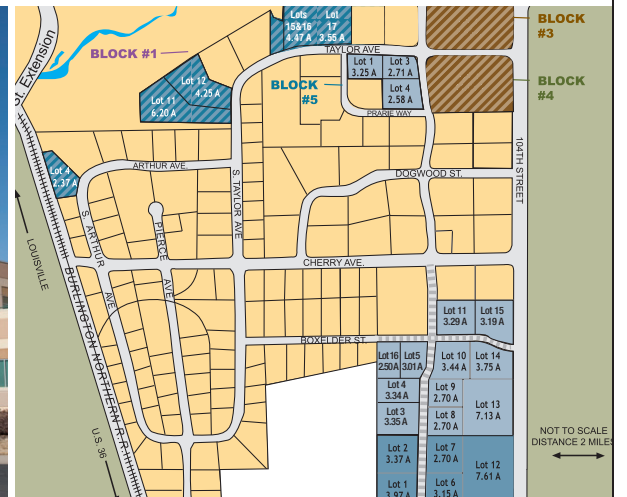 Lots
15&16
4.47 A
Lot
17
3.55 A
BLOCK
#3
St. Extension
BLOCK #1
TAYLOR AVE
Lot 1
3.25 A
Lot 3
2.71 A
Lot 12
4.25 A
BLOCK
#5
BLOCK
#4
Lot 4
2.58 A
Lot 11
6.20 A
PRARIE WAY
104TH STREET
ARTHUR AVE.
Lot 4
2.37 A
DOGWOOD ST.
S. TAYLOR AVE
S. ARTHUR
AVE
PIERCE
AVE
LOUISVILLE
CHERRY AVE.
BURLINGTON NORTHERN R.R.
Lot 11
3.29 A
Lot 15
3.19 A
BOXELDER ST.
Lot 16
2.50 A
Lot5
3.01A
Lot 10
3.44 A
Lot 14
3.75 A
Lot 4
3.34 A
Lot 9
2.70 A
Lot 13
7.13 A
Lot 3
3.35 A
Lot 8
2.70 A
U.S. 36
NOT TO SCALE
DISTANCE 2 MILES
Lot 2
3.37 A
Lot 7
2.70 A
Lot 12
7.61 A
Lot 1
3.97 A
Lot 6
3.15 A